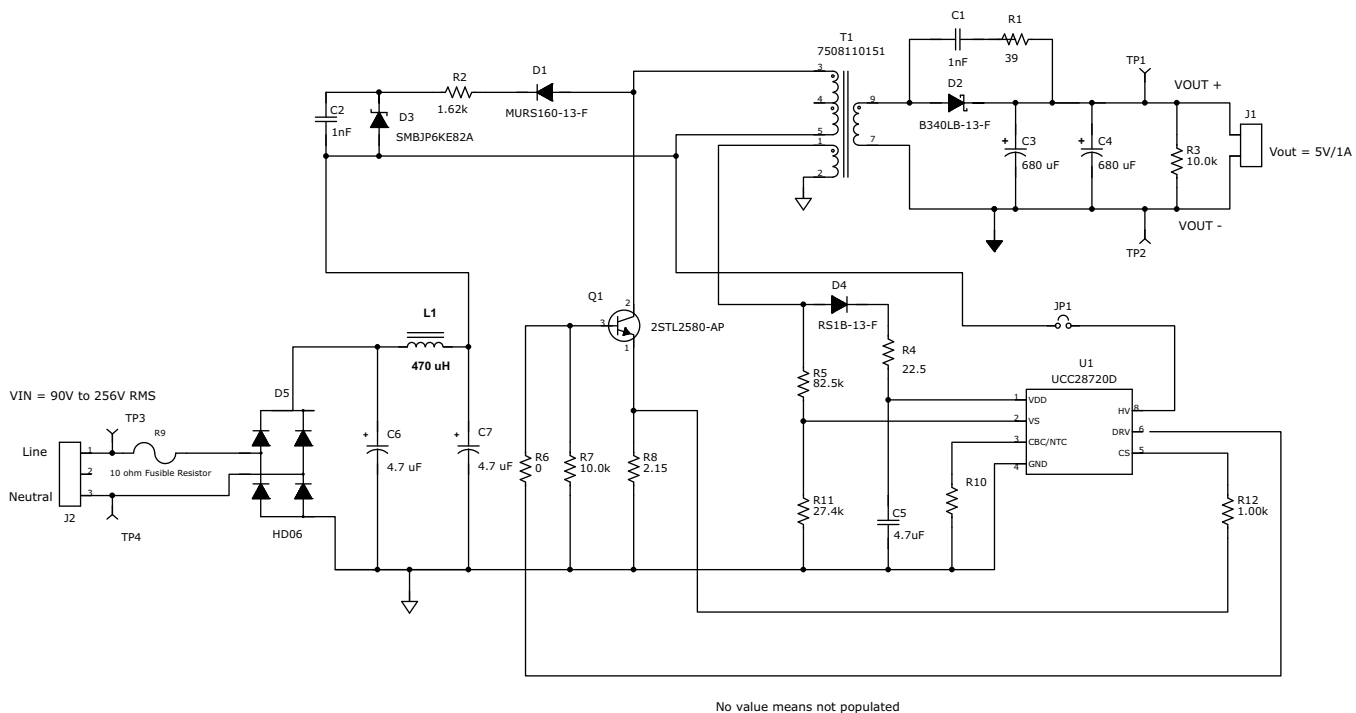 C1
1nF
R1
39
T1
7508110151
3
4
5
1
2
9
7
D2
B340LB-13-F
TP1
VOUT +
J1
Vout = 5V/1A
C3
680 uF
C4
680 uF
R3
10.0k
VOUT -
TP2
C2
1nF
D3
SMBJP6KE82A
R2
1.62k
D1
MURS160-13-F
Q1
2
3
1
2STL2580-AP
L1
470 uH
D4
RS1B-13-F
JP1
R4
22.5
R5
82.5k
U1
UCC28720D
1
VDD
2
VS
3
CBC/NTC
4
GND
HV
8
DRV
6
CS
5
VIN = 90V to 256V RMS
TP3
R9
10 ohm Fusible Resistor
D5
HD06
Line
1
2
Neutral
3
J2
TP4
C6
4.7 uF
C7
4.7 uF
R6
0
R7
10.0k
R8
2.15
R11
27.4k
C5
4.7uF
R10
R12
1.00k
No value means not populated